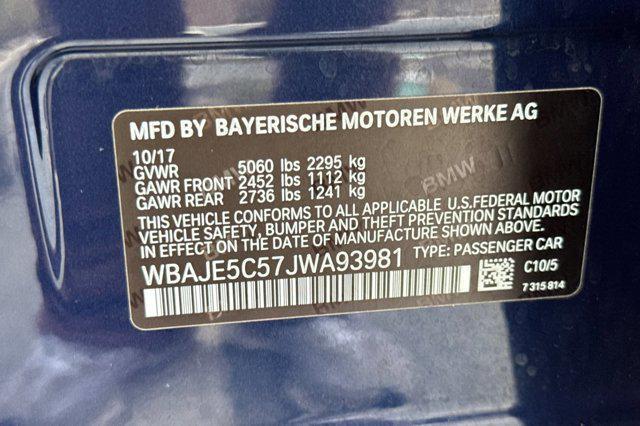 MFD BY BAYERISCHE MOTOREN WERKE AG
10/17
GVWR 5060 lbs 2295 kg
GAWR FRONT 2452 lbs 1112 kg
GAWR REAR 2736 lbs 1241 kg
THIS VEHICLE CONFORMS TO ALL APPLICABLE U.S.FEDERAL MOTOR
VEHICLE SAFETY, BUMPER AND THEFT PREVENTION STANDARDS
IN EFFECT ON THE DATE OF MANUFACTURE SHOWN ABOVE.
WBAJE5C57JWA93981 TYPE: PASSENGER CAR
C10/5
7 315 814
BMW
BMW